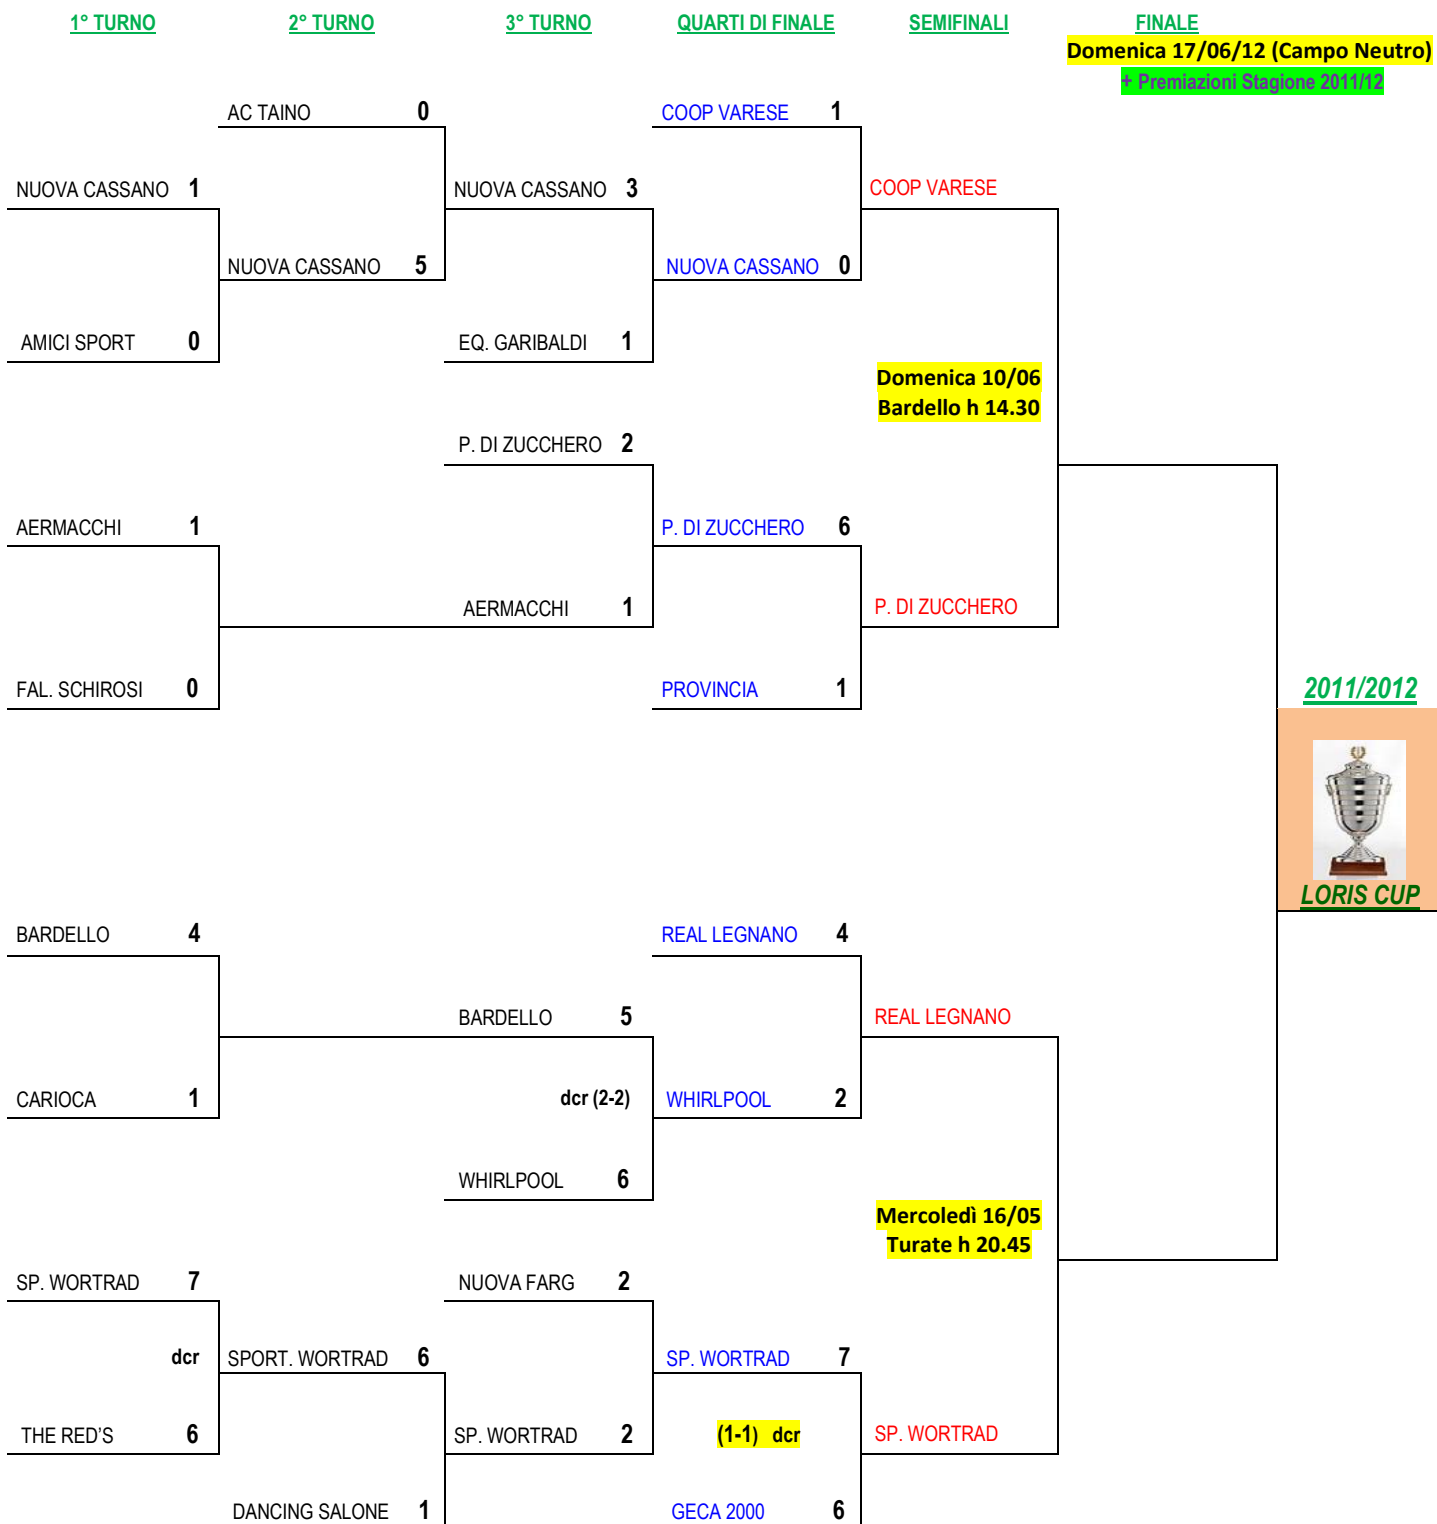 1° TURNO 2° TURNO 3° TURNO QUARTI DI FINALE SEMIFINALI FINALE
Domenica 17/06/12 (Campo Neutro)
+ Premiazioni Stagione 2011/12
AC TAINO 0 COOP VARESE 1
NUOVA CASSANO 1 NUOVA CASSANO 3 COOP VARESE
NUOVA CASSANO 5 NUOVA CASSANO 0
AMICI SPORT 0 EQ. GARIBALDI 1
Domenica 10/06
Bardello h 14.30
P. DI ZUCCHERO 2
AERMACCHI 1 P. DI ZUCCHERO 6
AERMACCHI 1 P. DI ZUCCHERO
FAL. SCHIROSI 0 PROVINCIA 1 2011/2012
LORIS CUP
BARDELLO 4 REAL LEGNANO 4
BARDELLO 5 REAL LEGNANO
CARIOCA 1 dcr (2-2) WHIRLPOOL 2
WHIRLPOOL 6
Mercoledì 16/05
Turate h 20.45
SP. WORTRAD 7 NUOVA FARG 2
dcr SPORT. WORTRAD 6 SP. WORTRAD 7
THE RED'S 6 SP. WORTRAD 2 (1-1) dcr SP. WORTRAD
DANCING SALONE 1 GECA 2000 6